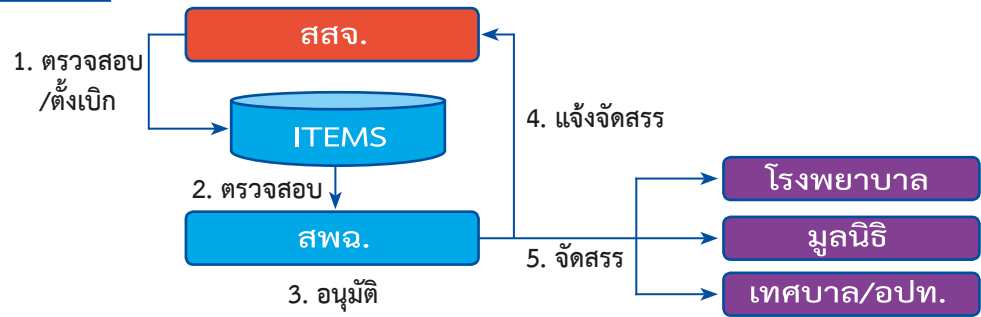 สสจ.
1. ตรวจสอบ
/ตั้งเบิก
ITEMS
4. แจ้งจัดสรร
2. ตรวจสอบ
โรงพยาบาล
สพฉ.
มูลนิธิ
5. จัดสรร
3. อนุมัติ
เทศบาล/อปท.